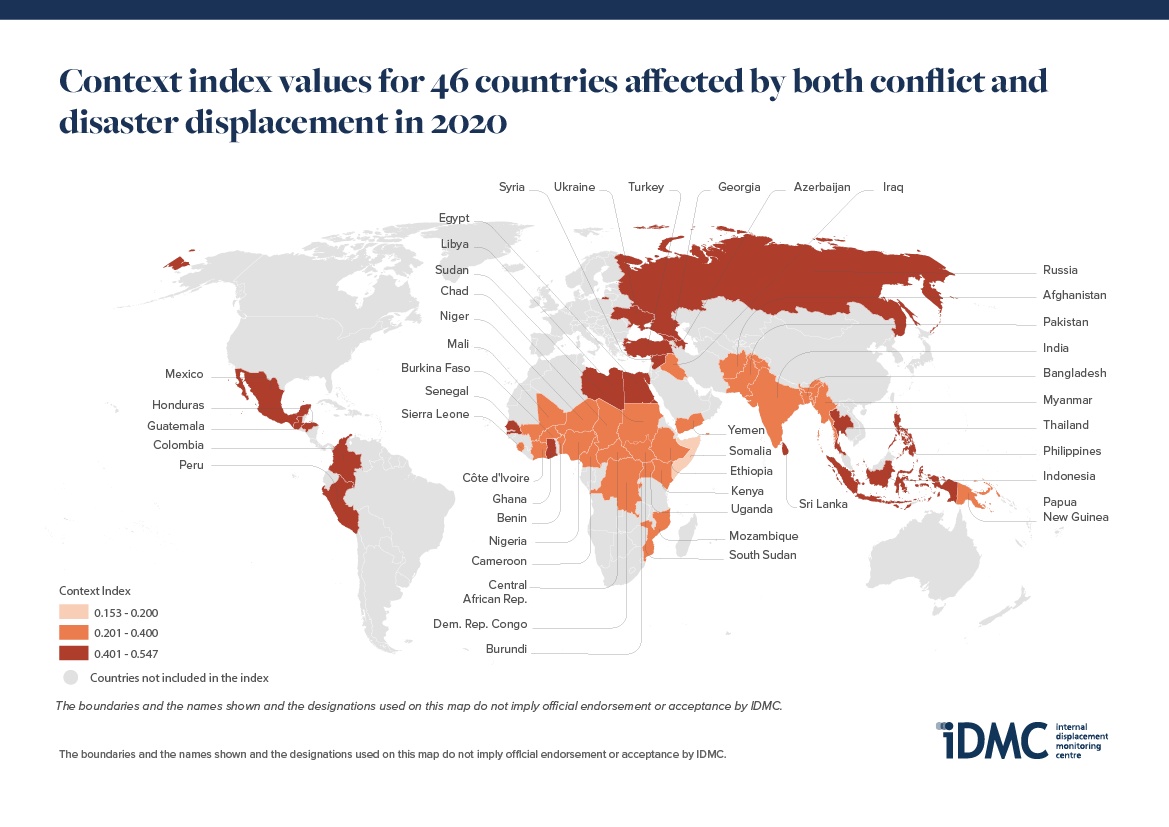 Context index values for 46 countries affected by both conflict and
disaster displacement in 2020
Syria
Ukraine
Turkey
Georgia
Azerbaijan
Iraq
Egypt
Libya
Sudan
Chad
Niger
Mali
Burkina Faso
Senegal
Sierra Leone
Mexico
Honduras
Guatemala
Colombia
Peru
Russia
Afghanistan
Pakistan
India
Bangladesh
Myanmar
Thailand
Philippines
Indonesia
Papua
New Guinea
Yemen
Somalia
Ethiopia
Kenya
Uganda
Sri Lanka
Mozambique
South Sudan
Côte d'Ivoire
Ghana
Benin
Nigeria
Cameroon
Central
African Rep.
Dem. Rep. Congo
Burundi
Context Index
0.153 - 0.200
0.201 - 0.400
0.401 - 0.547
Countries not included in the index
The boundaries and the names shown and the designations used on this map do not imply official endorsement or acceptance by IDMC.
The boundaries and the names shown and the designations used on this map do not imply official endorsement or acceptance by IDMC.
iDMC
internal
displacement
monitoring
centre